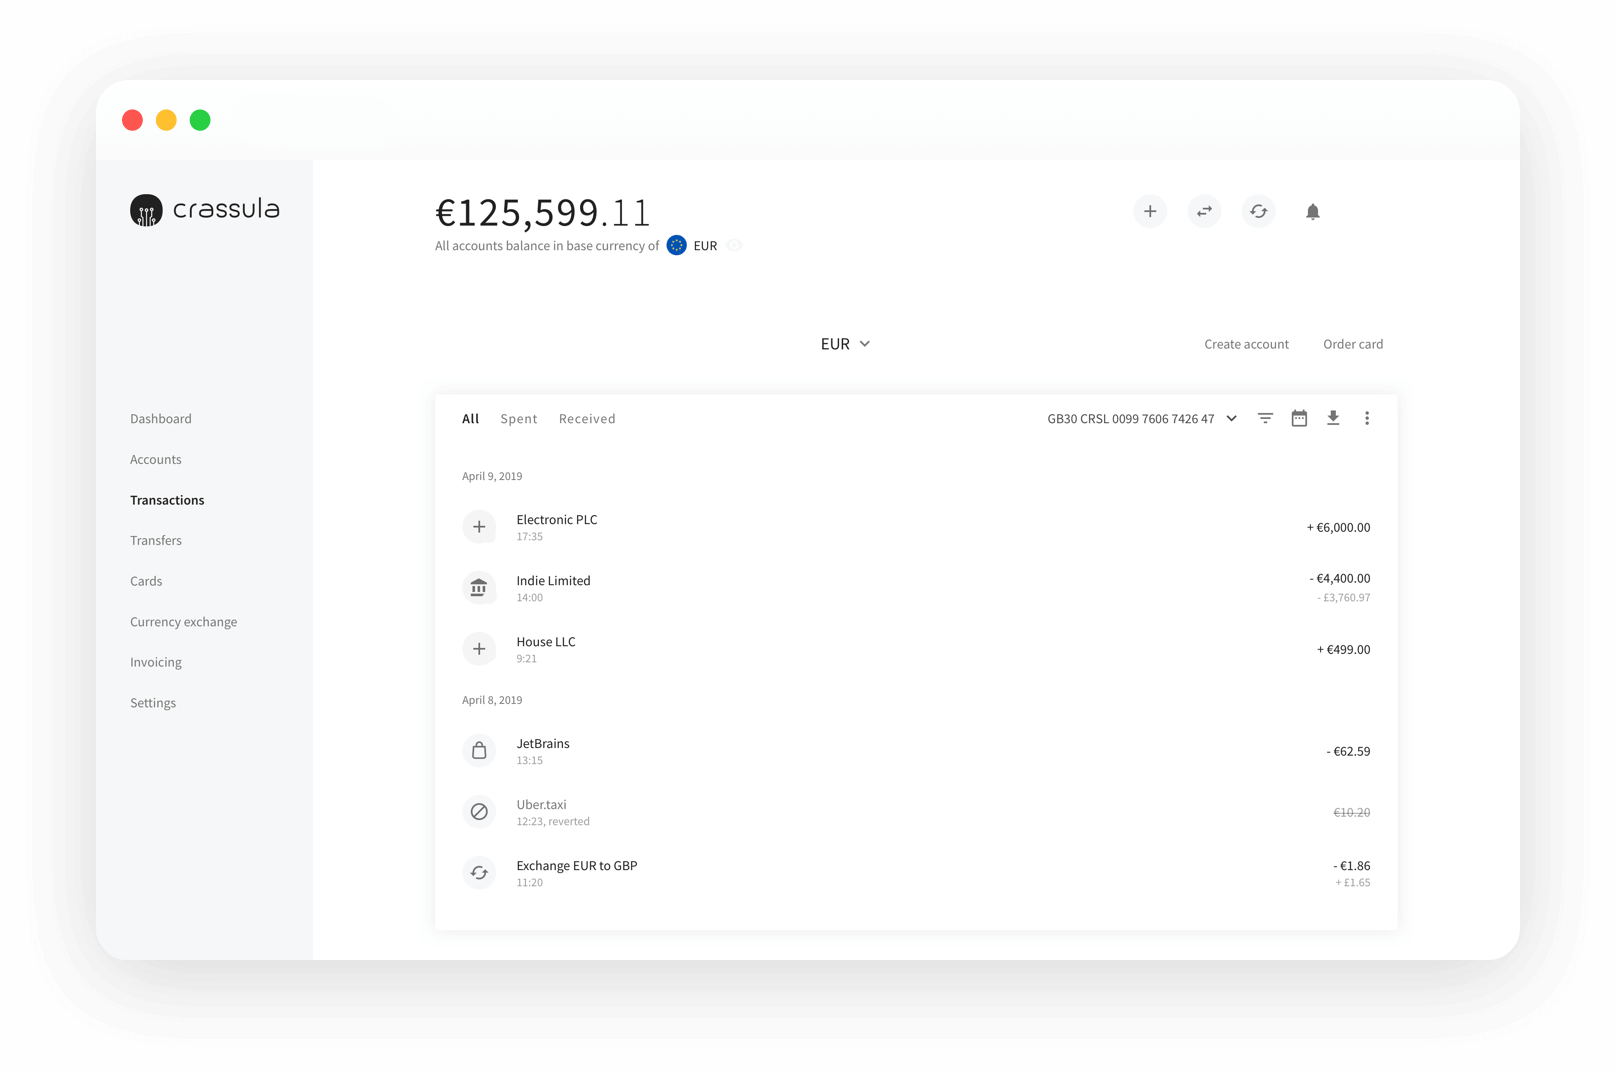 crassula
€125,599.11
All accounts balance in base currency of EUR
EUR
Create account
Order card
Dashboard
Accounts
Transactions
Transfers
Cards
Currency exchange
Invoicing
Settings
All Spent Received
GB30 CRSL 0099 7606 7426 47
April 9, 2019
Electronic PLC
17:35
+ €6,000.00
Indie Limited
14:00
- €4,400.00
- £3,760.97
House LLC
9:21
+ €499.00
April 8, 2019
JetBrains
13:15
- €62.59
Uber.taxi
12:23, reverted
€10.20
Exchange EUR to GBP
11:20
- €1.86
+ £1.65